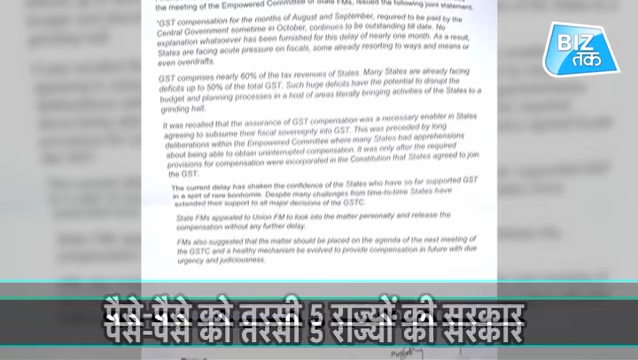 the meeting of the Empowered Committee of State FMs, issued the following joint statement.
"GST compensation for the months of August and September, required to be paid by the
Central Government sometime in October, continues to be outstanding till date. No
explanation whatsoever has been furnished for this delay of nearly one month. As a result,
States are facing acute pressure on fiscals, some already resorting to ways and means or
even overdrafts.
GST comprises nearly 60% of the tax revenues of States. Many States are already facing
deficits up to 50% of the total GST. Such huge deficits have the potential to disrupt the
budget and planning processes in a host of areas literally bringing activities of the States to a
grinding halt.
It was recalled that the assurance of GST compensation was a necessary enabler in States
agreeing to subsume their fiscal sovereignty into GST. This was preceded by long
deliberations within the Empowered Committee where many States had apprehensions
about being able to obtain uninterrupted compensation. It was only after the required
provisions for compensation were incorporated in the Constitution that States agreed to join
the GST.
The current delay has shaken the confidence of the States who have so far supported GST
in a spirit of rare bonhomie. Despite many challenges from time-to-time States have
extended their support to all major decisions of the GSTC.
State FMs appealed to Union FM to look into the matter personally and release the
compensation without any further delay.
FMs also suggested that the matter should be placed on the agenda of the next meeting of
the GSTC and a healthy mechanism be evolved to provide compensation in future with due
urgency and judiciousness.
BIZ
तक
पैसे-पैसे को तरसी 5 राज्यों की सरकार
पैसे-पैसे को तरसी 5 राज्यों की सरकार